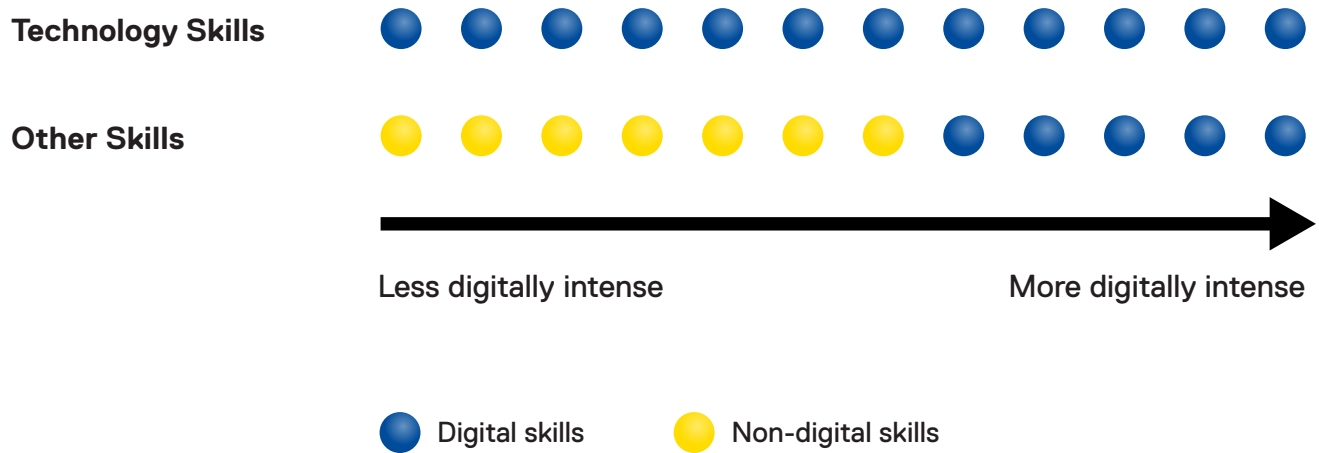 Technology Skills
Other Skills
Less digitally intense
More digitally intense
Digital skills
Non-digital skills